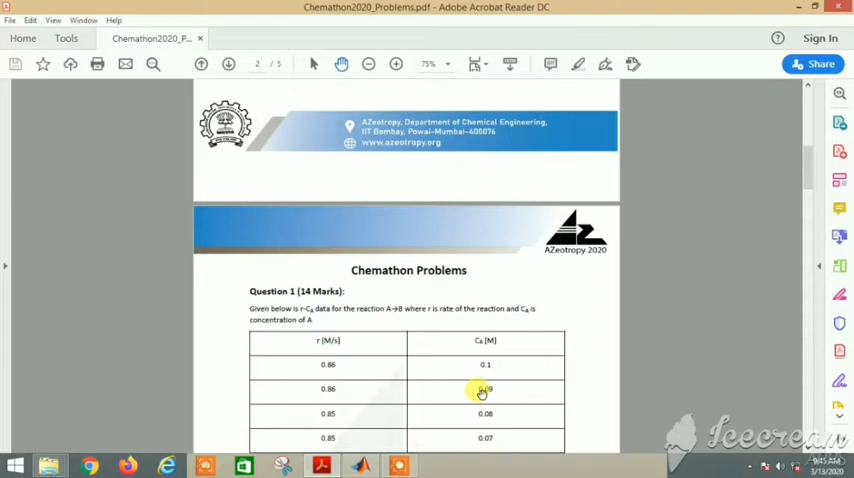 Chemathon2020_Problems.pdf - Adobe Acrobat Reader DC
File Edit View Window Help
Home Tools Chemathon2020_P... × Sign In
2 / 5 75% Share
AZeotropy, Department of Chemical Engineering,
IIT Bombay, Powai-Mumbai-400076
www.azeotropy.org
AZeotropy 2020
Chemathon Problems
Question 1 (14 Marks):
Given below is r-CA data for the reaction A→B where r is rate of the reaction and CA is
concentration of A
r [M/s] CA [M]
0.86 0.1
0.86 0.09
0.85 0.08
0.85 0.07
Icecream
Apps
9:45 AM
3/13/2020